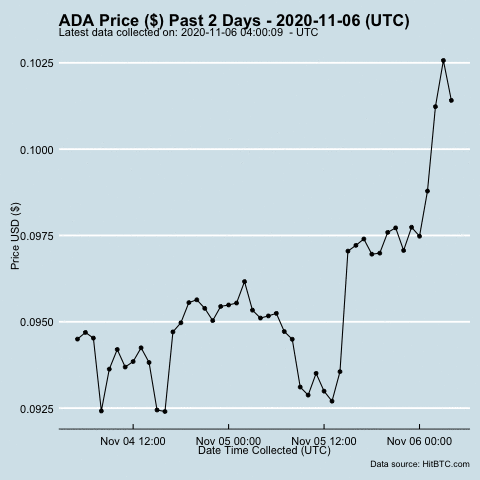 ADA Price ($) Past 2 Days - 2020-11-06 (UTC)
Latest data collected on: 2020-11-06 04:00:09 - UTC
0.1025
0.1000
0.0975
0.0950
0.0925
Price USD ($)
Nov 04 12:00 Nov 05 00:00 Nov 05 12:00 Nov 06 00:00
Date Time Collected (UTC)
Data source: HitBTC.com